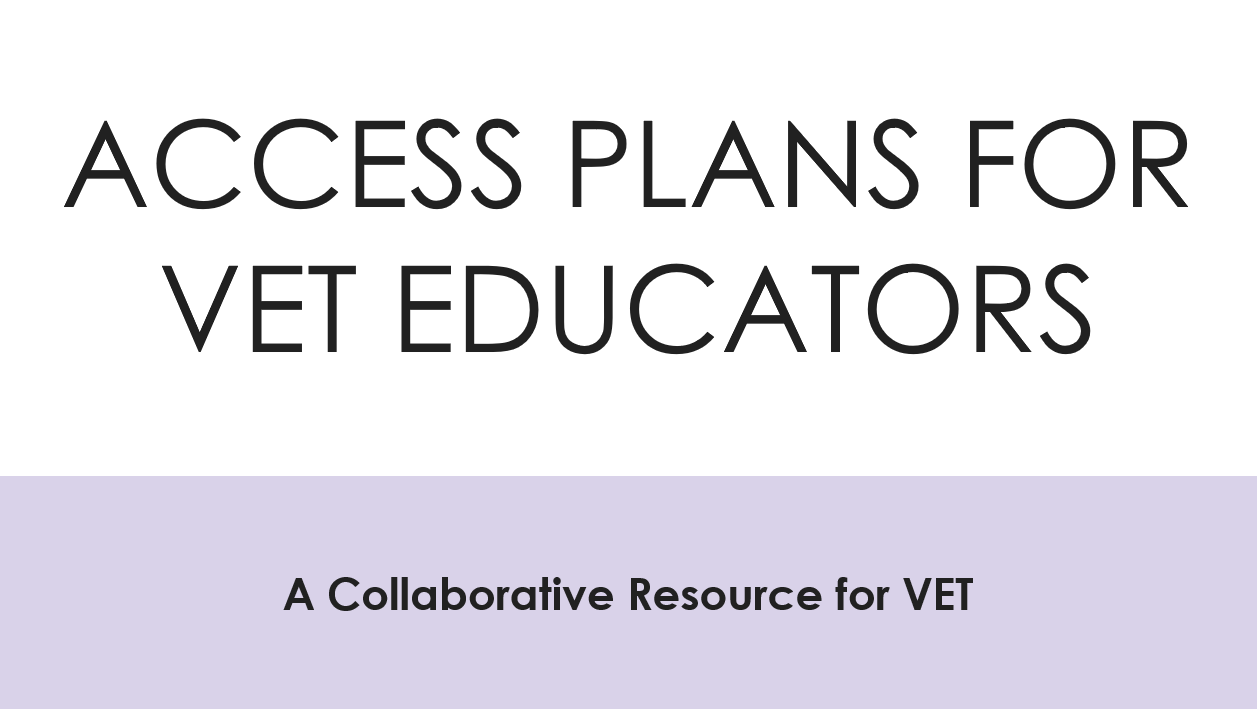 ACCESS PLANS FOR
VET EDUCATORS
A Collaborative Resource for VET